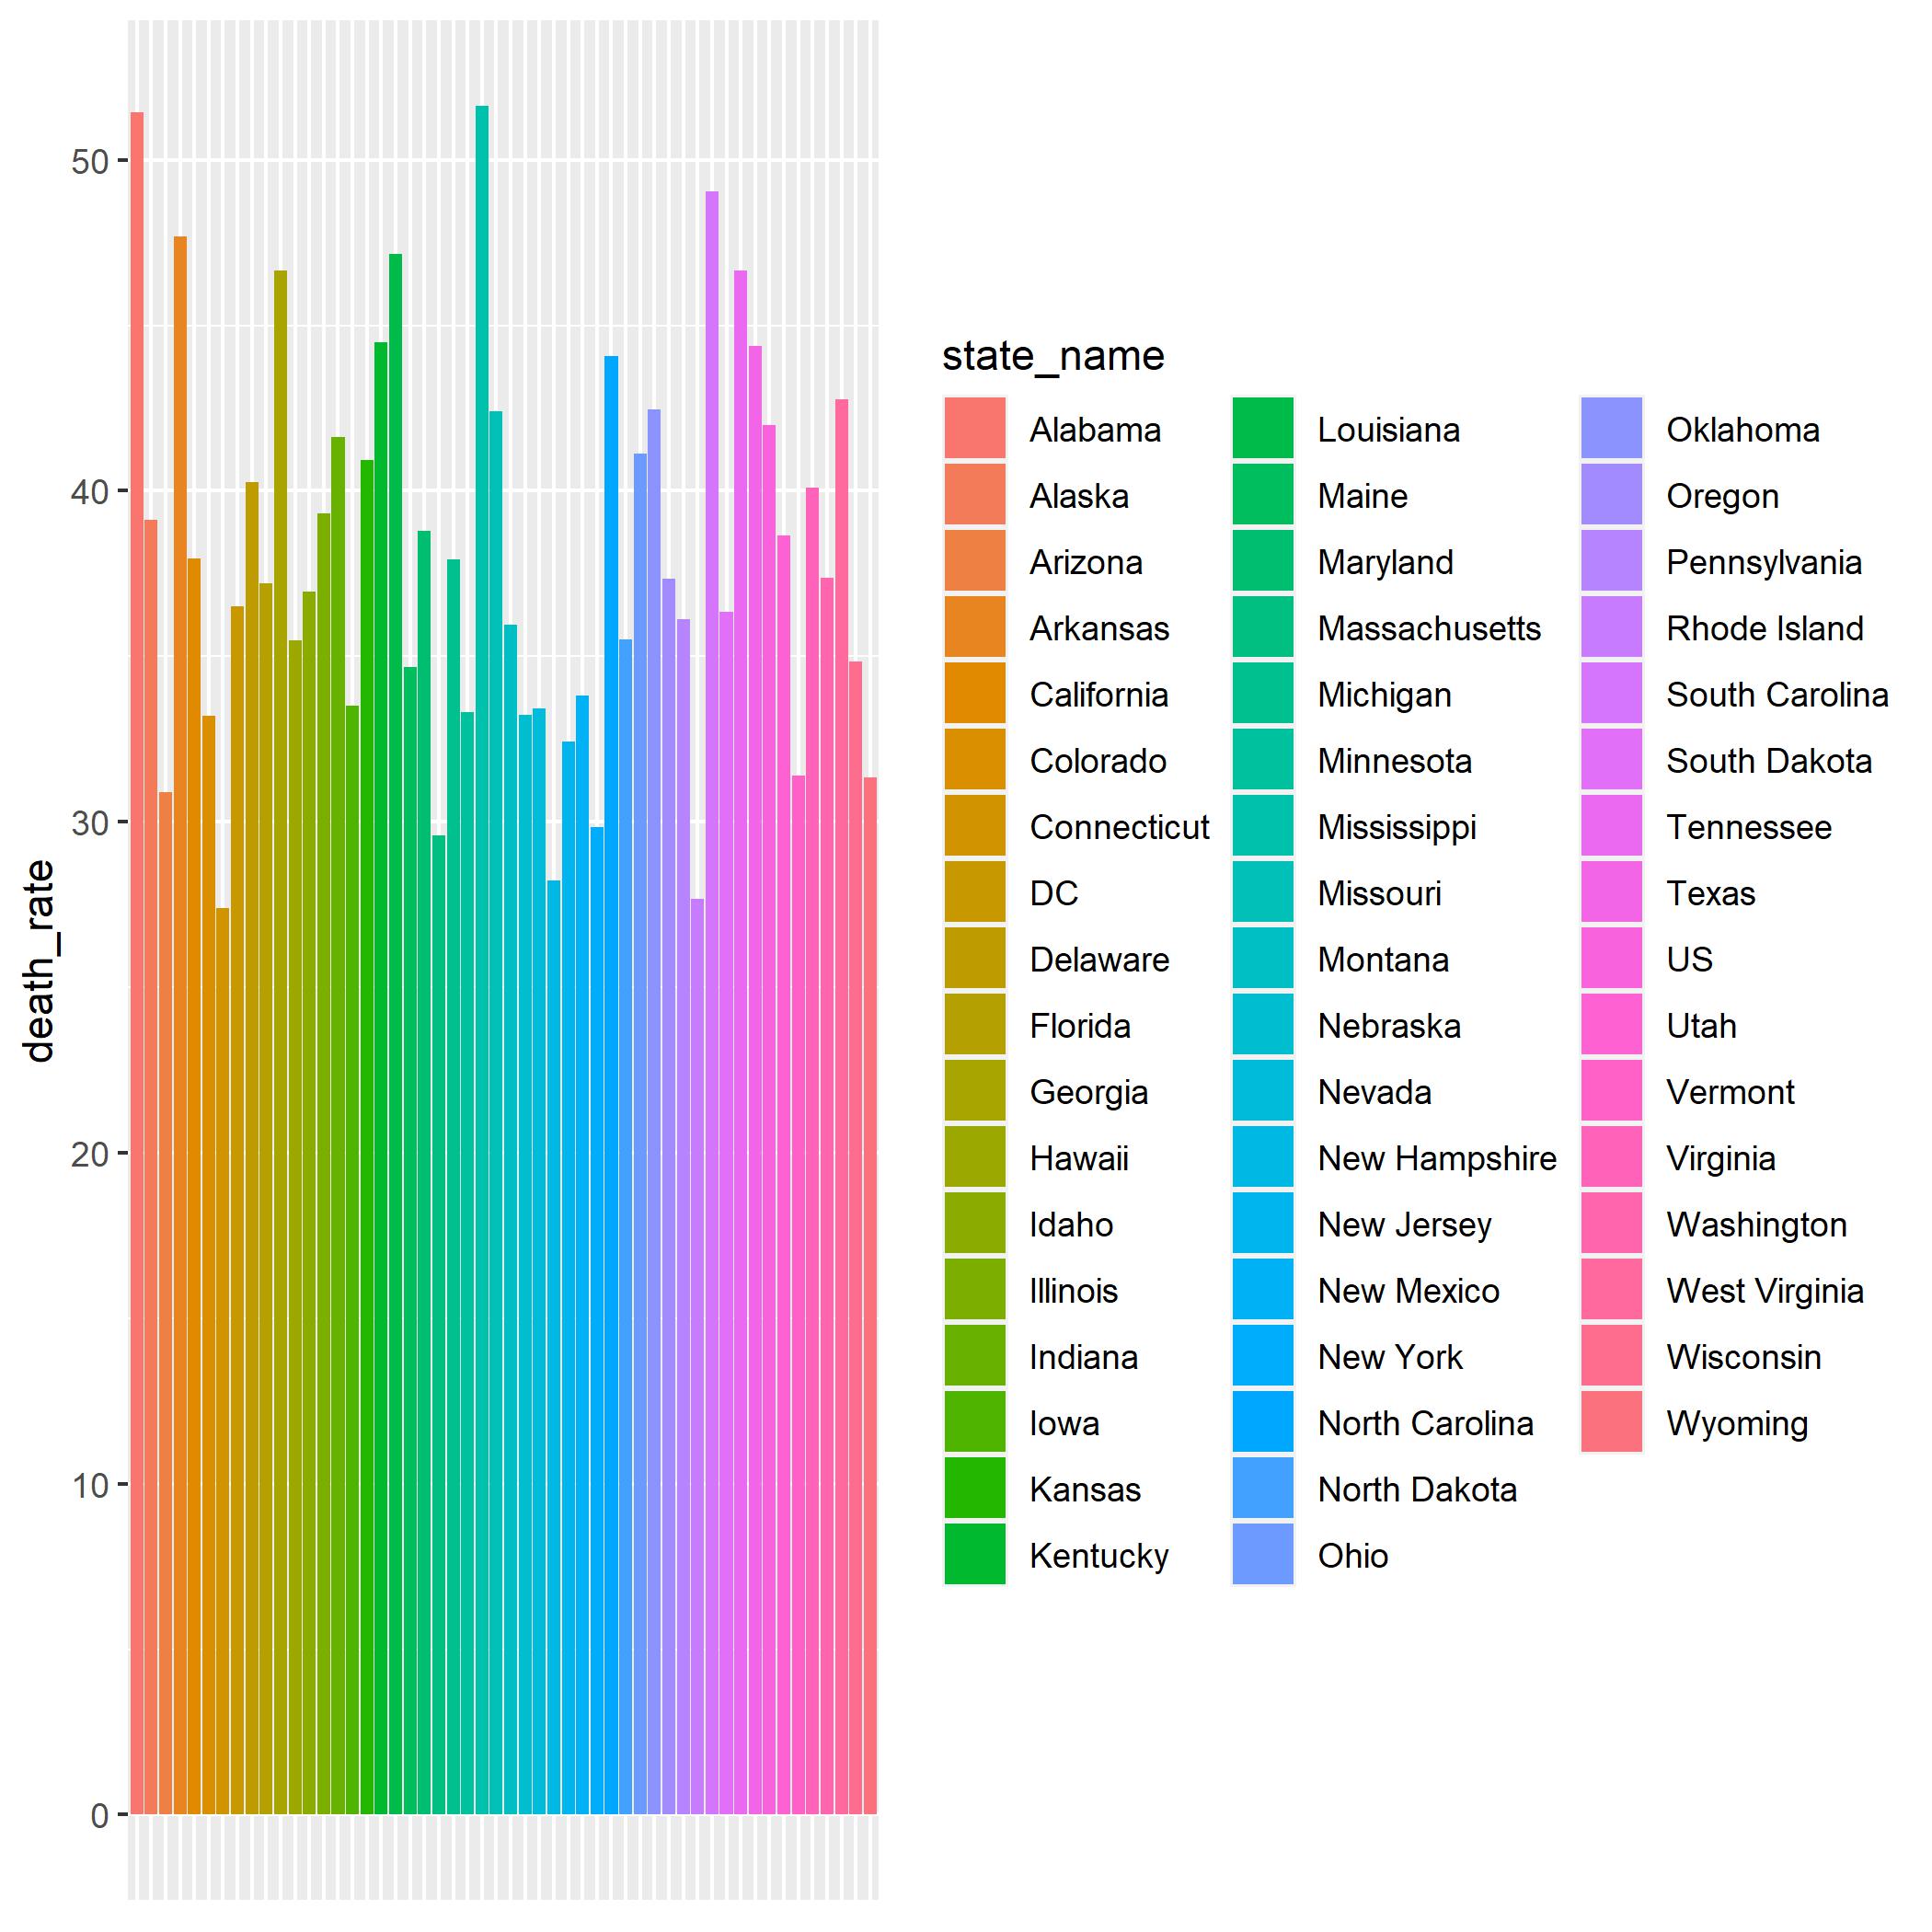 death_rate
50
40
30
20
10
0
state_name
Alabama
Alaska
Arizona
Arkansas
California
Colorado
Connecticut
DC
Delaware
Florida
Georgia
Hawaii
Idaho
Illinois
Indiana
Iowa
Kansas
Kentucky
Louisiana
Maine
Maryland
Massachusetts
Michigan
Minnesota
Mississippi
Missouri
Montana
Nebraska
Nevada
New Hampshire
New Jersey
New Mexico
New York
North Carolina
North Dakota
Ohio
Oklahoma
Oregon
Pennsylvania
Rhode Island
South Carolina
South Dakota
Tennessee
Texas
US
Utah
Vermont
Virginia
Washington
West Virginia
Wisconsin
Wyoming